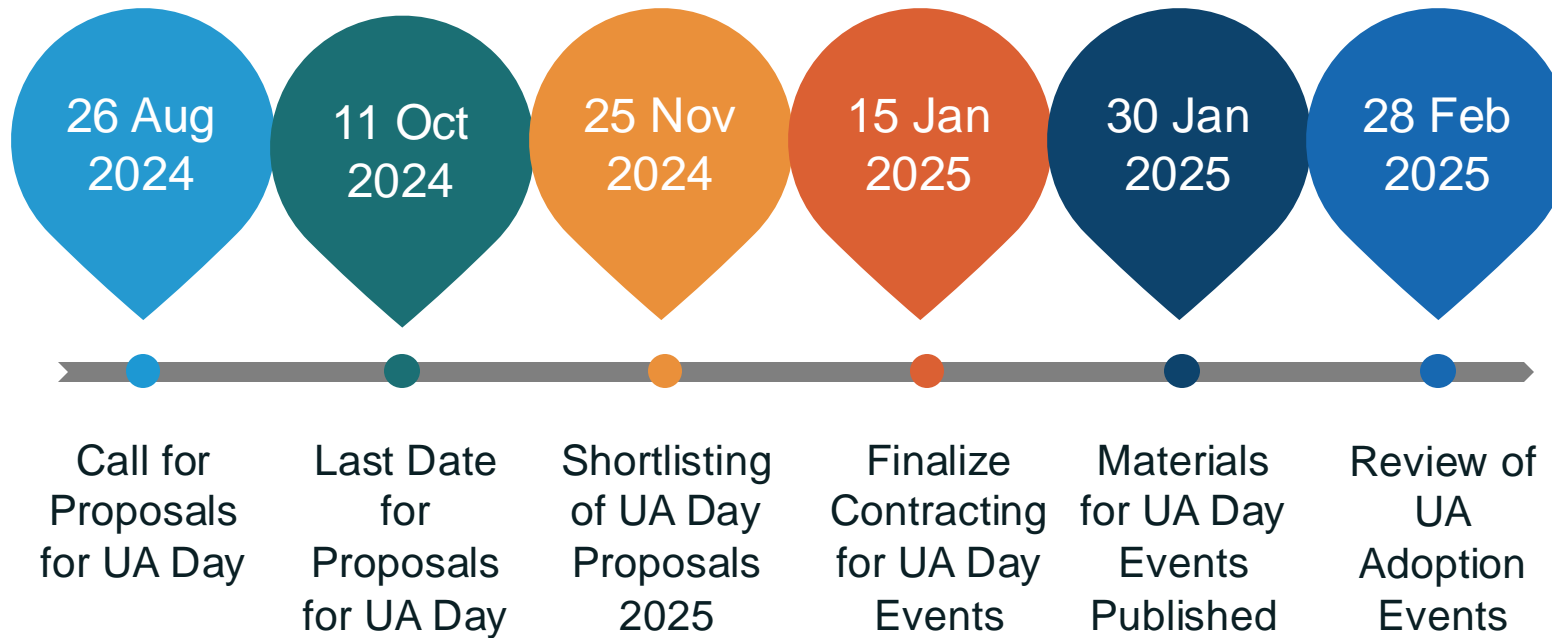 26 Aug
2024
11 Oct
2024
25 Nov
2024
15 Jan
2025
30 Jan
2025
28 Feb
2025
Call for
Proposals
for UA Day
Last Date
for
Proposals
for UA Day
Shortlisting
of UA Day
Proposals
2025
Finalize
Contracting
for UA Day
Events
Materials
for UA Day
Events
Published
Review of
UA
Adoption
Events